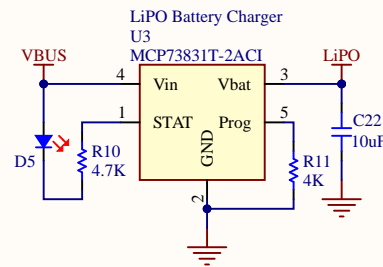 LiPO Battery Charger
U3
MCP73831T-2ACI
VBUS
LiPO
4
Vin
Vbat
3
1
STAT
Prog
5
GND
2
D5
R10
4.7K
R11
4K
C22
10uF